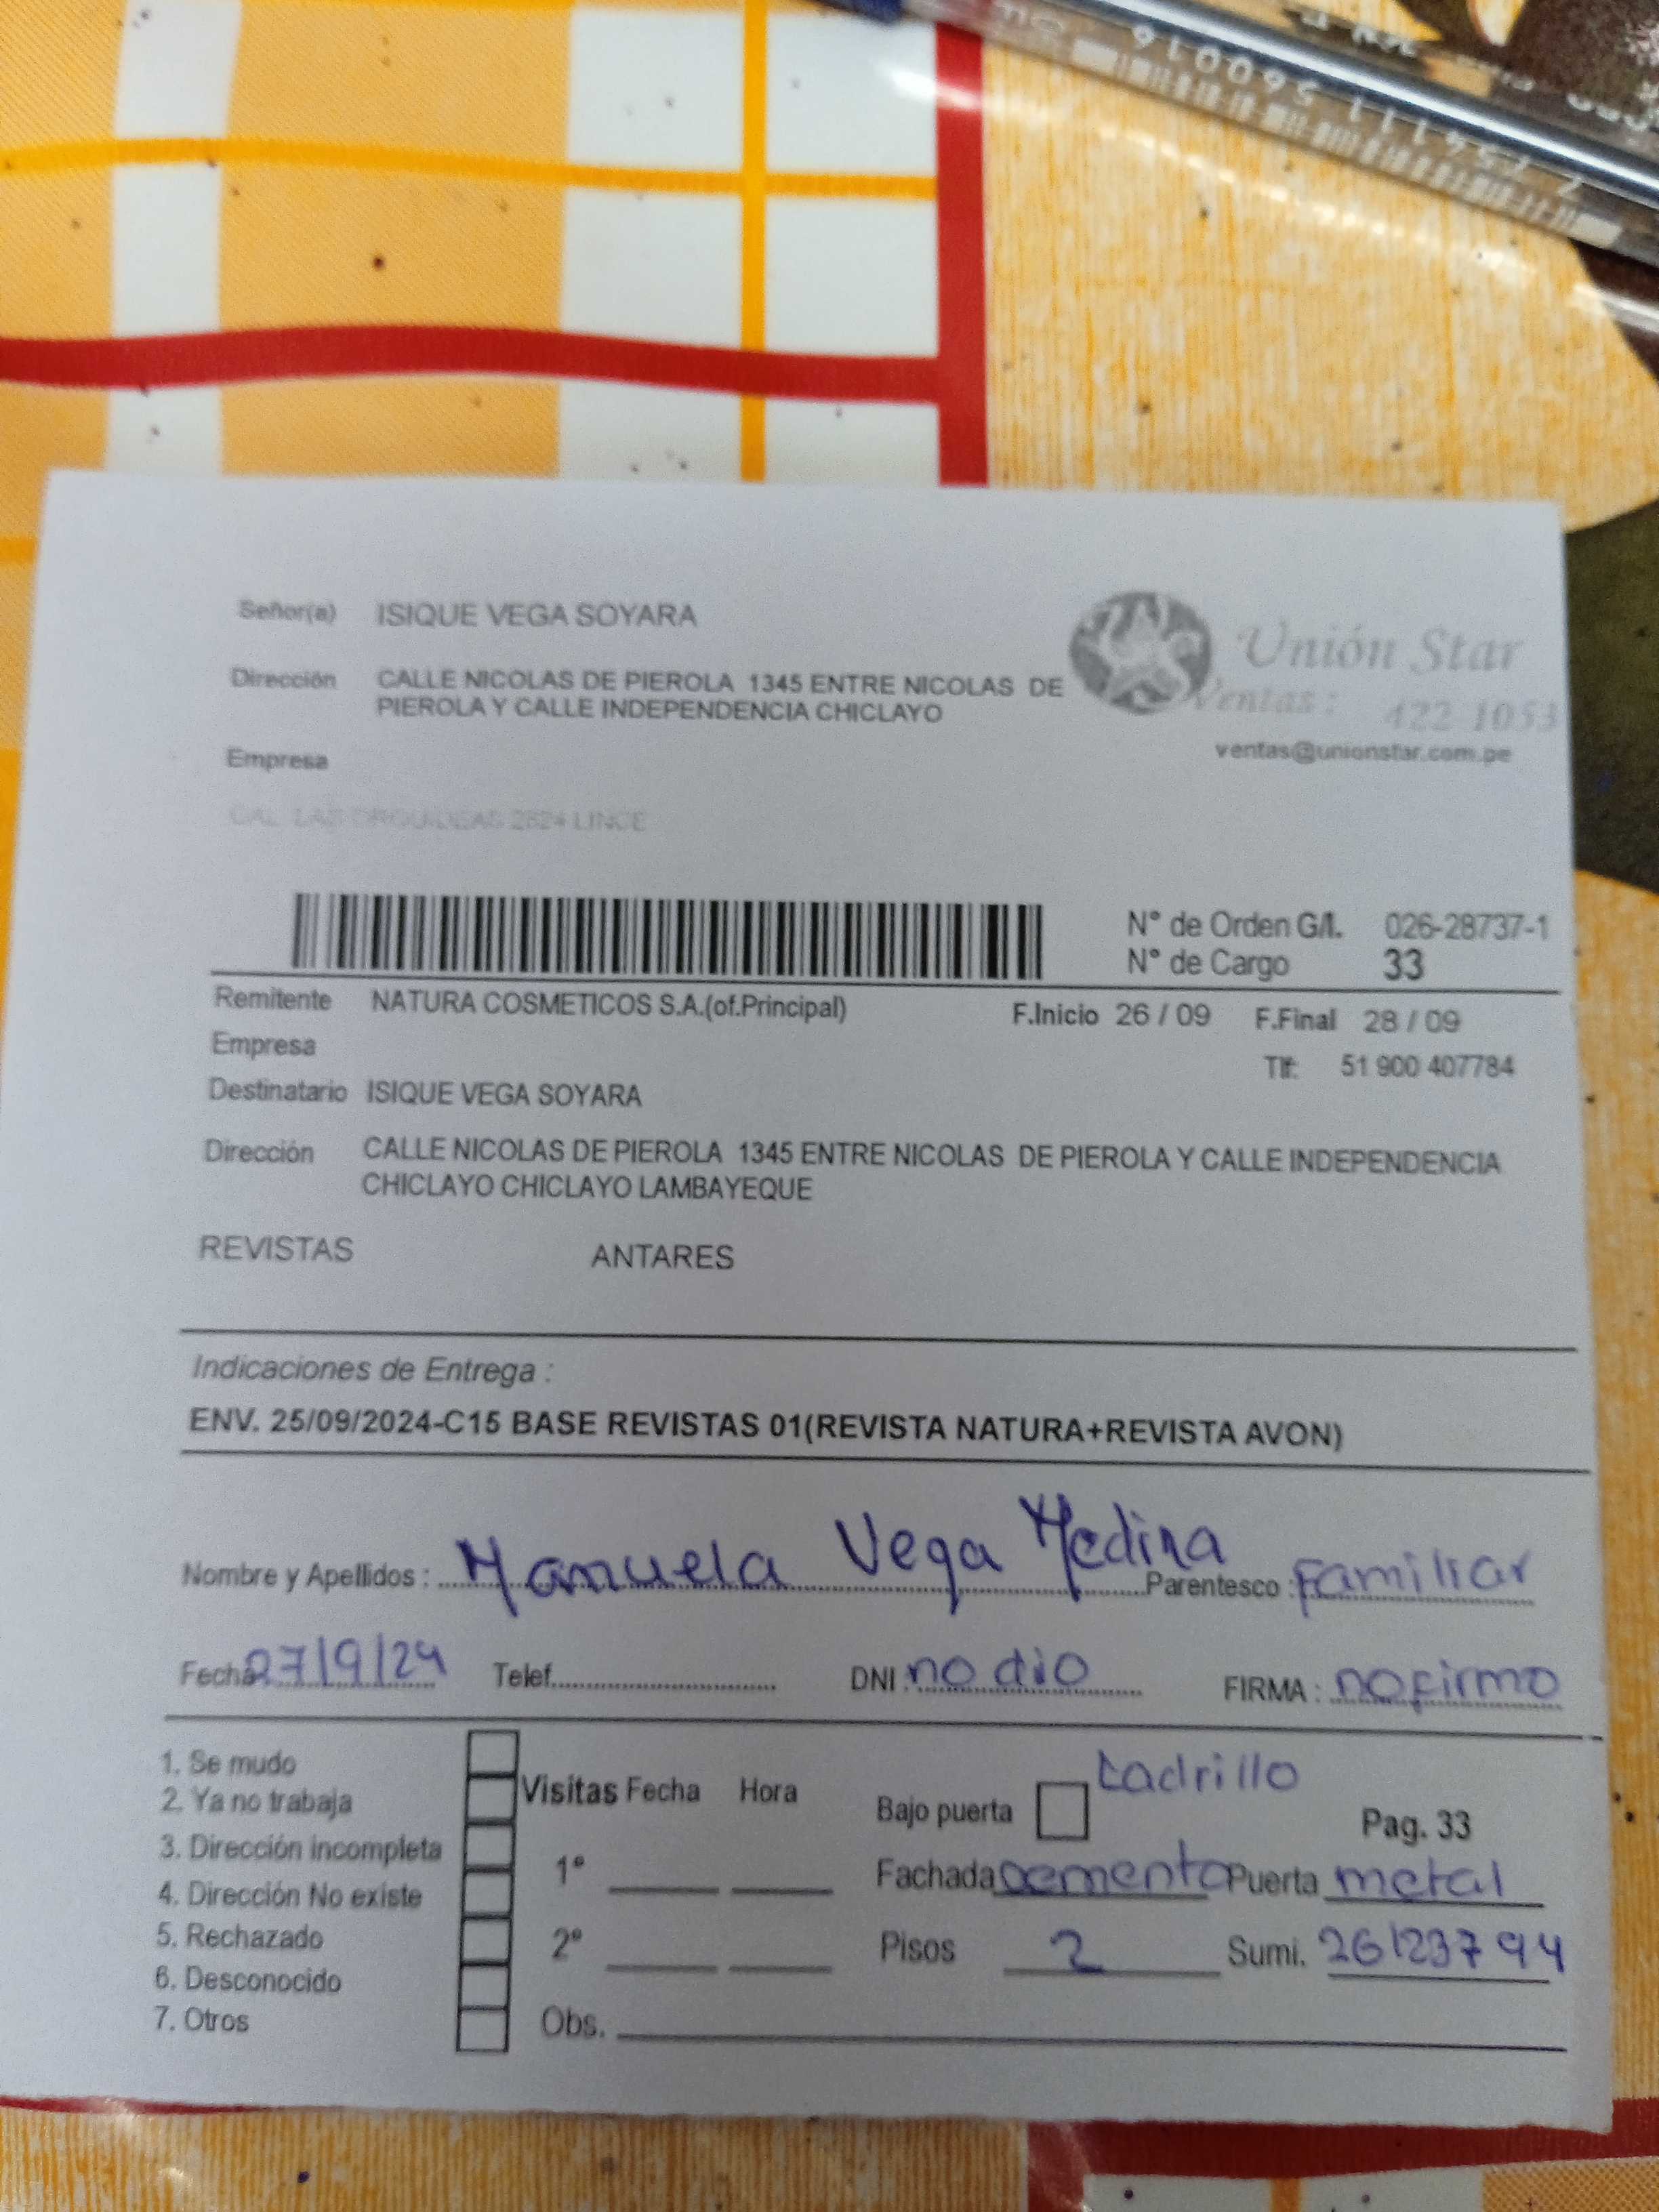 Señor(a) ISIQUE VEGA SOYARA
Dirección CALLE NICOLAS DE PIEROLA 1345 ENTRE NICOLAS DE
PIEROLA Y CALLE INDEPENDENCIA CHICLAYO
Unión Star
Ventas: 422 1053
ventas@unionstar.com.pe
Empresa
CAL. LAS ORQUIDEAS 2824 LINCE
N° de Orden G/I. 026-28737-1
N° de Cargo 33
Remitente NATURA COSMETICOS S.A.(of.Principal) F.Inicio 26 / 09 F.Final 28 / 09
Empresa
Tlf: 51 900 407784
Destinatario ISIQUE VEGA SOYARA
Dirección CALLE NICOLAS DE PIEROLA 1345 ENTRE NICOLAS DE PIEROLA Y CALLE INDEPENDENCIA
CHICLAYO CHICLAYO LAMBAYEQUE
REVISTAS ANTARES
Indicaciones de Entrega :
ENV. 25/09/2024-C15 BASE REVISTAS 01(REVISTA NATURA+REVISTA AVON)
Nombre y Apellidos : Manuela Vega Medina Parentesco : Familiar
Fecha 27/9/24 Telef. DNI : no dio FIRMA : no firmo
1. Se mudo
2. Ya no trabaja
3. Dirección incompleta
4. Dirección No existe
5. Rechazado
6. Desconocido
7. Otros
Visitas Fecha Hora
1°
2°
Obs.
Bajo puerta Ladrillo
Pag. 33
Fachada cemento Puerta metal
Pisos 2 Sumi. 26123794